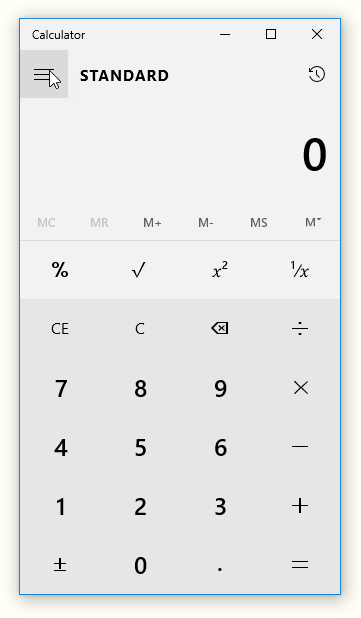 Calculator
STANDARD
0
MC MR M+ M- MS M▾
% √ x² ¹/x
CE C ÷
7 8 9 ×
4 5 6 −
1 2 3 +
± 0 . =